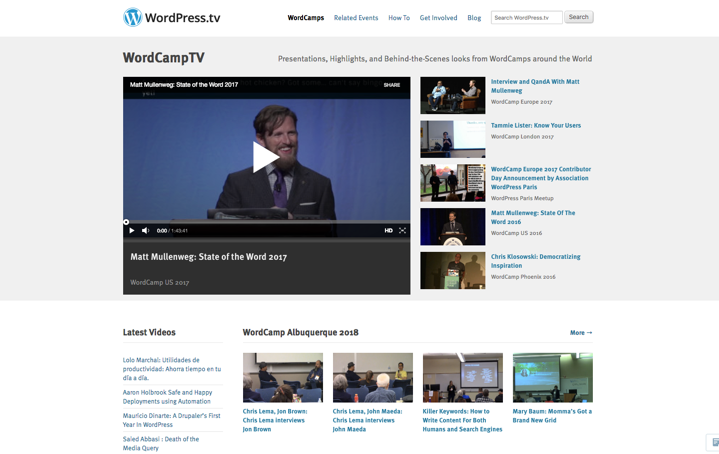 WordPress.tv
WordCamps
Related Events
How To
Get Involved
Blog
Search WordPress.tv
Search
WordCampTV
Presentations, Highlights, and Behind-the-Scenes looks from WordCamps around the World
Matt Mullenweg: State of the Word 2017
SHARE
0:00 / 1:43:41
HD
Matt Mullenweg: State of the Word 2017
WordCamp US 2017
Interview and QandA With Matt
Mullenweg
WordCamp Europe 2017
Tammie Lister: Know Your Users
WordCamp London 2017
WordCamp Europe 2017 Contributor
Day Announcement by Association
WordPress Paris
WordPress Paris Meetup
Matt Mullenweg: State Of The
Word 2016
WordCamp US 2016
Chris Klosowski: Democratizing
Inspiration
WordCamp Phoenix 2016
Latest Videos
Lolo Marchal: Utilidades de
productividad: Ahorra tiempo en tu
día a día.
Aaron Holbrook Safe and Happy
Deployments using Automation
Mauricio Dinarte: A Drupaler's First
Year In WordPress
Saied Abbasi : Death of the
Media Query
WordCamp Albuquerque 2018
More →
Chris Lema, Jon Brown:
Chris Lema interviews
Jon Brown
Chris Lema, John Maeda:
Chris Lema interviews
John Maeda
Killer Keywords: How to
Write Content For Both
Humans and Search Engines
Mary Baum: Momma's Got a
Brand New Grid